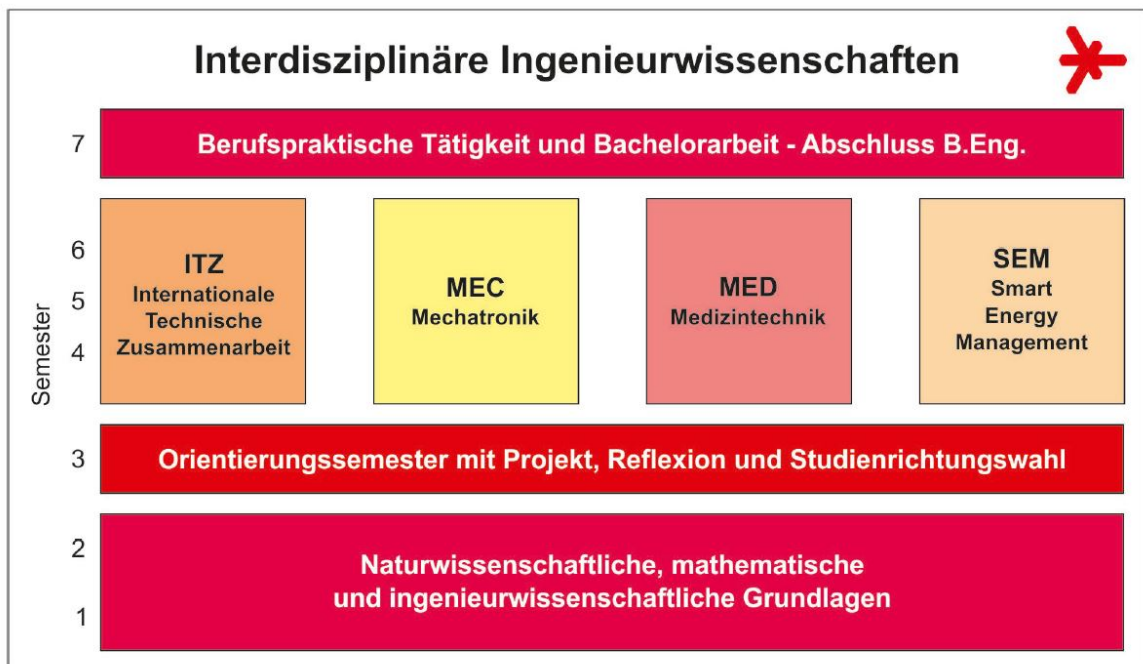 Interdisziplinäre Ingenieurwissenschaften
Semester
7
Berufspraktische Tätigkeit und Bachelorarbeit - Abschluss B.Eng.
6
5
4
ITZ
Internationale
Technische
Zusammenarbeit
MEC
Mechatronik
MED
Medizintechnik
SEM
Smart
Energy
Management
3
Orientierungssemester mit Projekt, Reflexion und Studienrichtungswahl
2
1
Naturwissenschaftliche, mathematische
und ingenieurwissenschaftliche Grundlagen